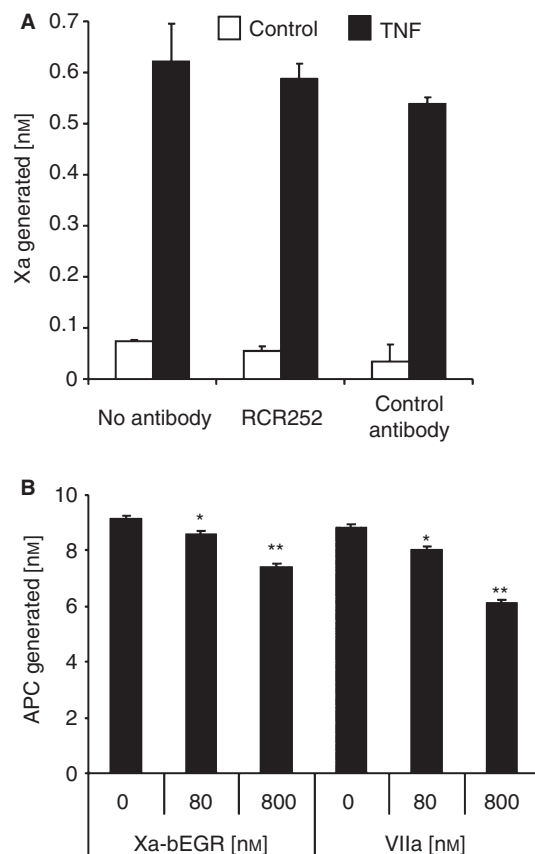 A
Control TNF
Xa generated [nM]
0.7
0.6
0.5
0.4
0.3
0.2
0.1
0
No antibody RCR252 Control antibody
B
APC generated [nM]
10
8
6
4
2
0
* ** * **
0 80 800 0 80 800
Xa-bEGR [nM] VIIa [nM]